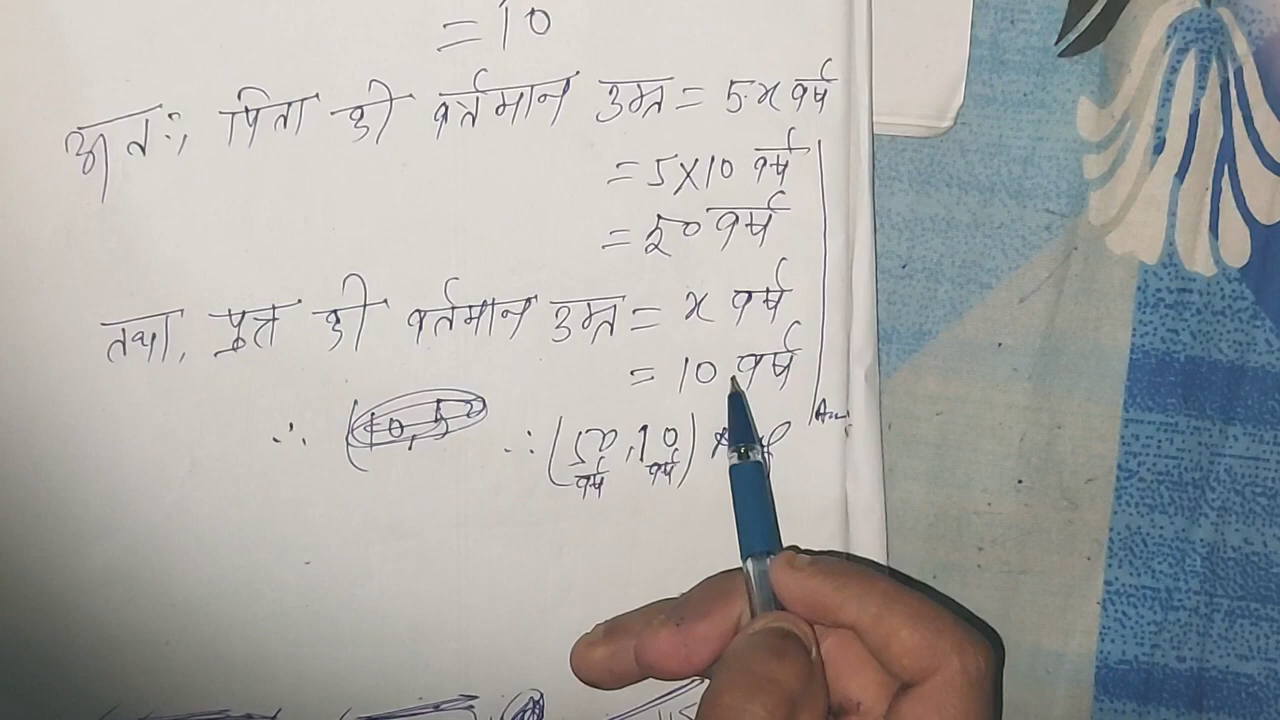 = 10
अतः, पिता की वर्तमान उम्र = 5x वर्ष
= 5×10 वर्ष
= 50 वर्ष
तथा, पुत्र की वर्तमान उम्र = x वर्ष
= 10 वर्ष
Ans
∴ ∴ (50 वर्ष, 10 वर्ष)